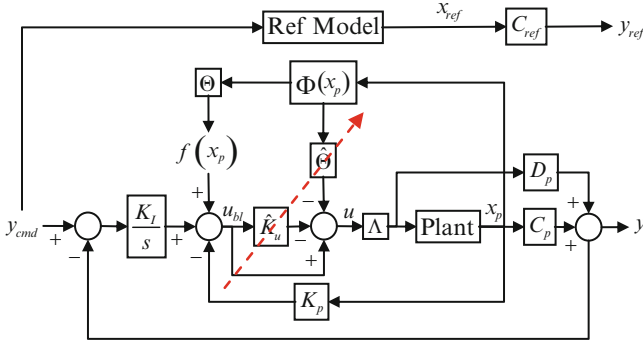 Ref Model
x_ref
C_ref
y_ref
Θ
Φ(x_p)
f(x_p)
Θ̂
D_p
+
−
+
y_cmd
+
−
K_I
s
+
−
u_bl
K̂_u
−
+
u
Λ
Plant
x_p
C_p
+
y
K_p